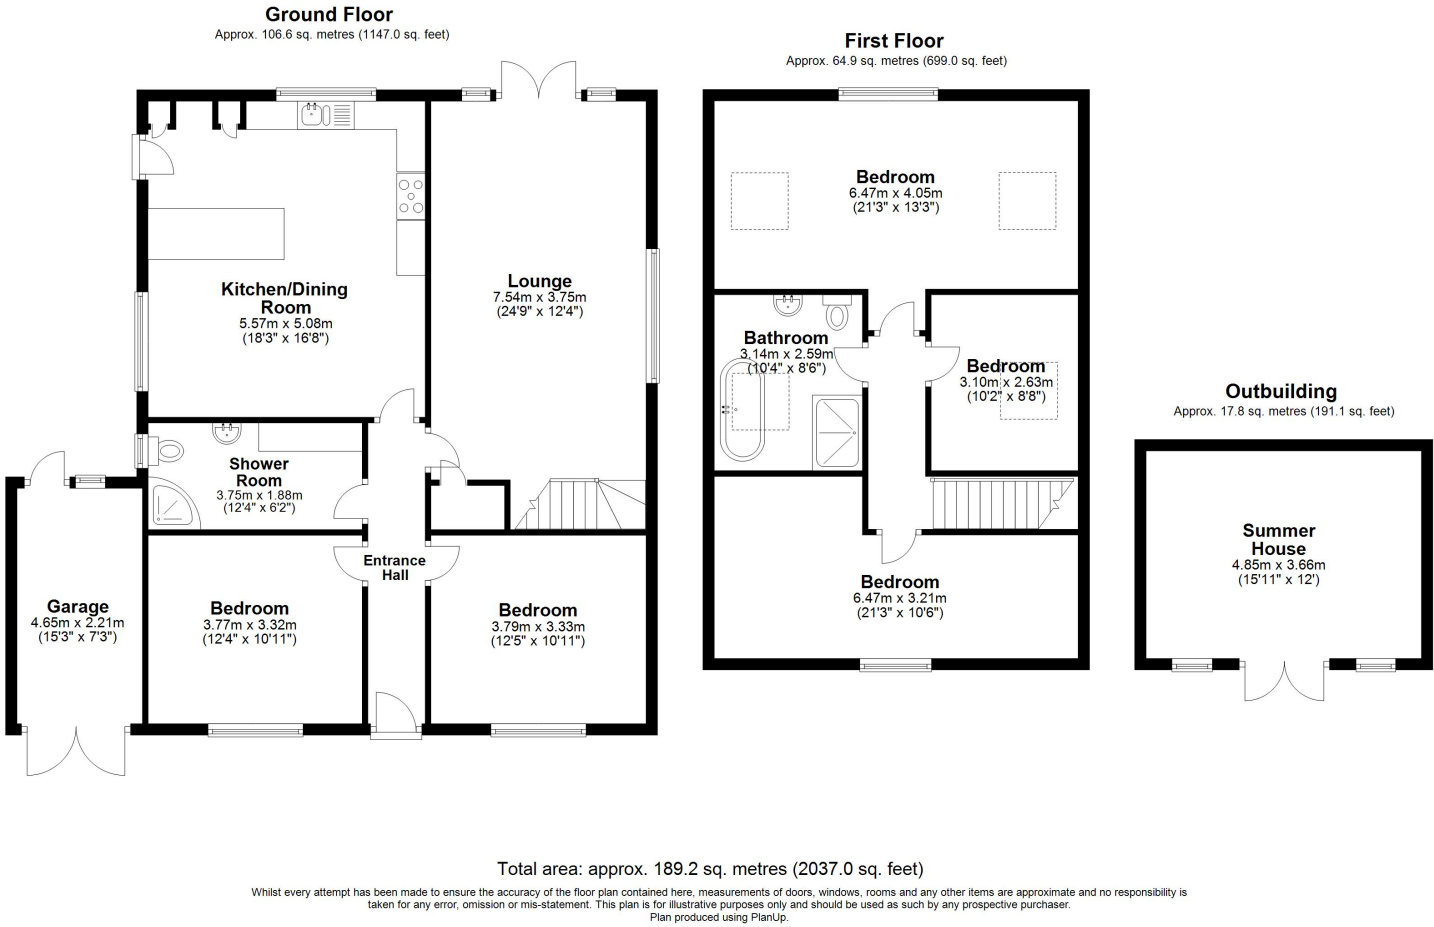 Ground Floor
Approx. 106.6 sq. metres (1147.0 sq. feet)
Kitchen/Dining
Room
5.57m x 5.08m
(18'3" x 16'8")
Lounge
7.54m x 3.75m
(24'9" x 12'4")
Shower
Room
3.75m x 1.88m
(12'4" x 6'2")
Entrance
Hall
Garage
4.65m x 2.21m
(15'3" x 7'3")
Bedroom
3.77m x 3.32m
(12'4" x 10'11")
Bedroom
3.79m x 3.33m
(12'5" x 10'11")
First Floor
Approx. 64.9 sq. metres (699.0 sq. feet)
Bedroom
6.47m x 4.05m
(21'3" x 13'3")
Bathroom
3.14m x 2.59m
(10'4" x 8'6")
Bedroom
3.10m x 2.63m
(10'2" x 8'8")
Bedroom
6.47m x 3.21m
(21'3" x 10'6")
Outbuilding
Approx. 17.8 sq. metres (191.1 sq. feet)
Summer
House
4.85m x 3.66m
(15'11" x 12')
Total area: approx. 189.2 sq. metres (2037.0 sq. feet)
Whilst every attempt has been made to ensure the accuracy of the floor plan contained here, measurements of doors, windows, rooms and any other items are approximate and no responsibility is
taken for any error, omission or mis-statement. This plan is for illustrative purposes only and should be used as such by any prospective purchaser.
Plan produced using PlanUp.